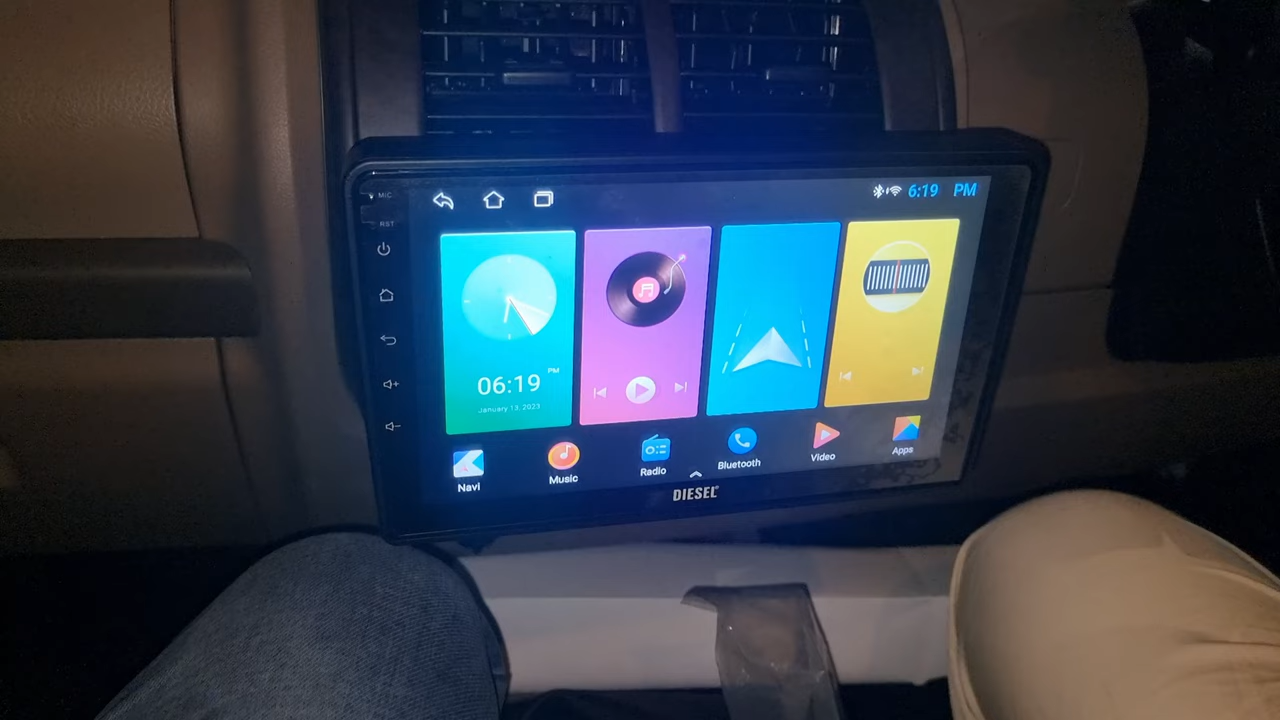 MIC
RST
6:19 PM
06:19 PM
January 13, 2023
Navi
Music
Radio
Bluetooth
Video
Apps
DIESEL